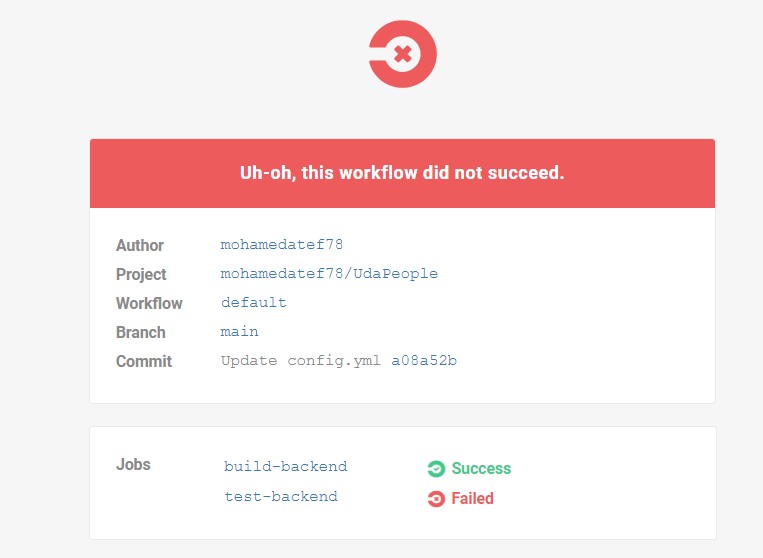 Uh-oh, this workflow did not succeed.
Author mohamedatef78
Project mohamedatef78/UdaPeople
Workflow default
Branch main
Commit Update config.yml a08a52b
Jobs build-backend Success
test-backend Failed